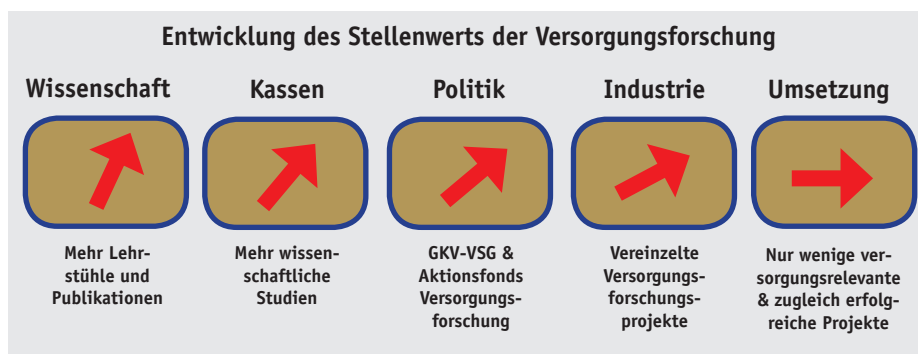 Entwicklung des Stellenwerts der Versorgungsforschung
Wissenschaft
Kassen
Politik
Industrie
Umsetzung
Mehr Lehr-
stühle und
Publikationen
Mehr wissen-
schaftliche
Studien
GKV-VSG &
Aktionsfonds
Versorgungs-
forschung
Vereinzelte
Versorgungs-
forschungs-
projekte
Nur wenige ver-
sorgungsrelevante
& zugleich erfolg-
reiche Projekte